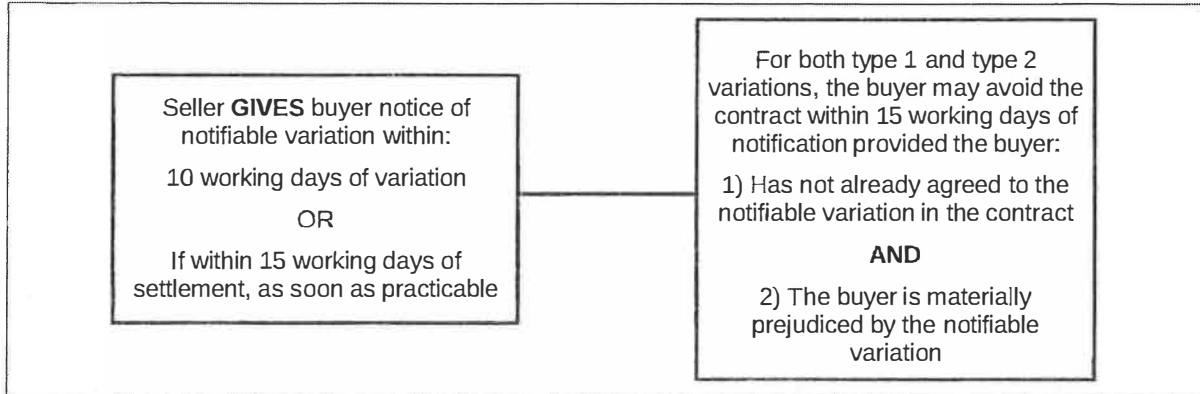 Seller GIVES buyer notice of
notifiable variation within:
10 working days of variation
OR
If within 15 working days of
settlement, as soon as practicable
For both type 1 and type 2
variations, the buyer may avoid the
contract within 15 working days of
notification provided the buyer:
1) Has not already agreed to the
notifiable variation in the contract
AND
2) The buyer is materially
prejudiced by the notifiable
variation